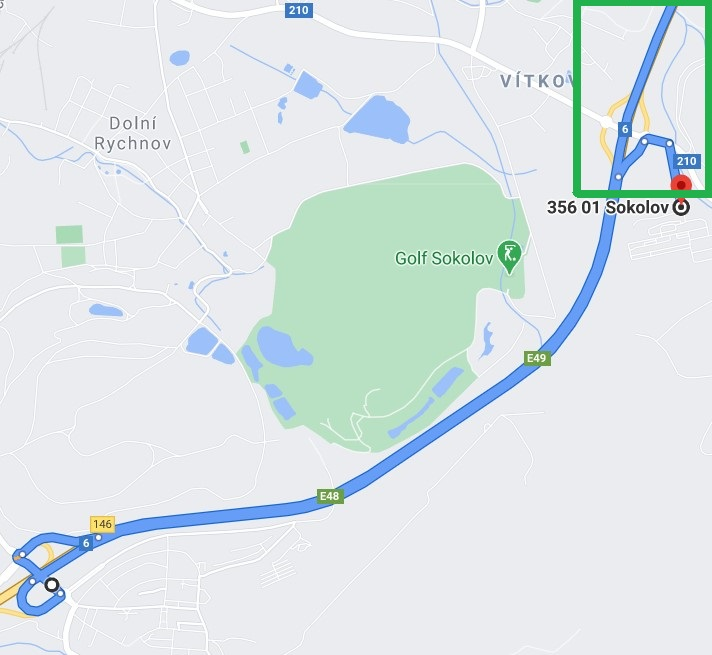 210
VÍTKOV
Dolní
Rychnov
6
210
356 01 Sokolov
Golf Sokolov
E49
E48
146
6